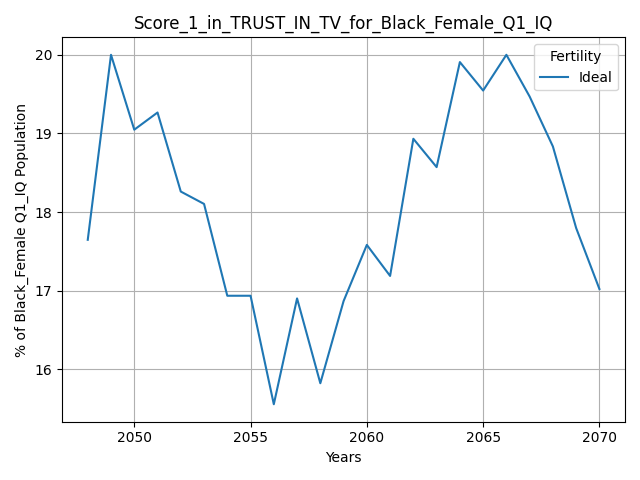 Score_1_in_TRUST_IN_TV_for_Black_Female_Q1_IQ
Fertility
Ideal
% of Black_Female Q1_IQ Population
20
19
18
17
16
2050 2055 2060 2065 2070
Years